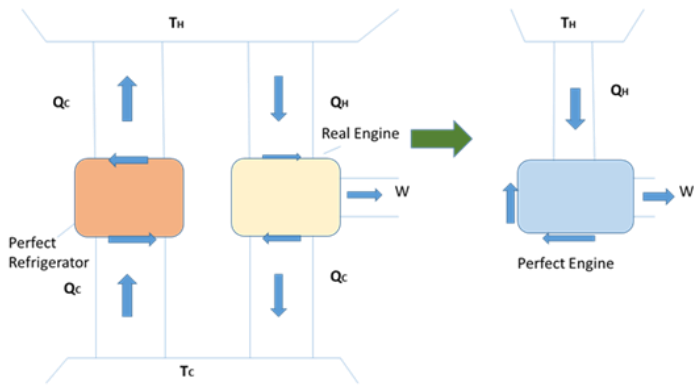 TH
QC
QH
Real Engine
W
Perfect
Refrigerator
QC
QC
TC
TH
QH
W
Perfect Engine